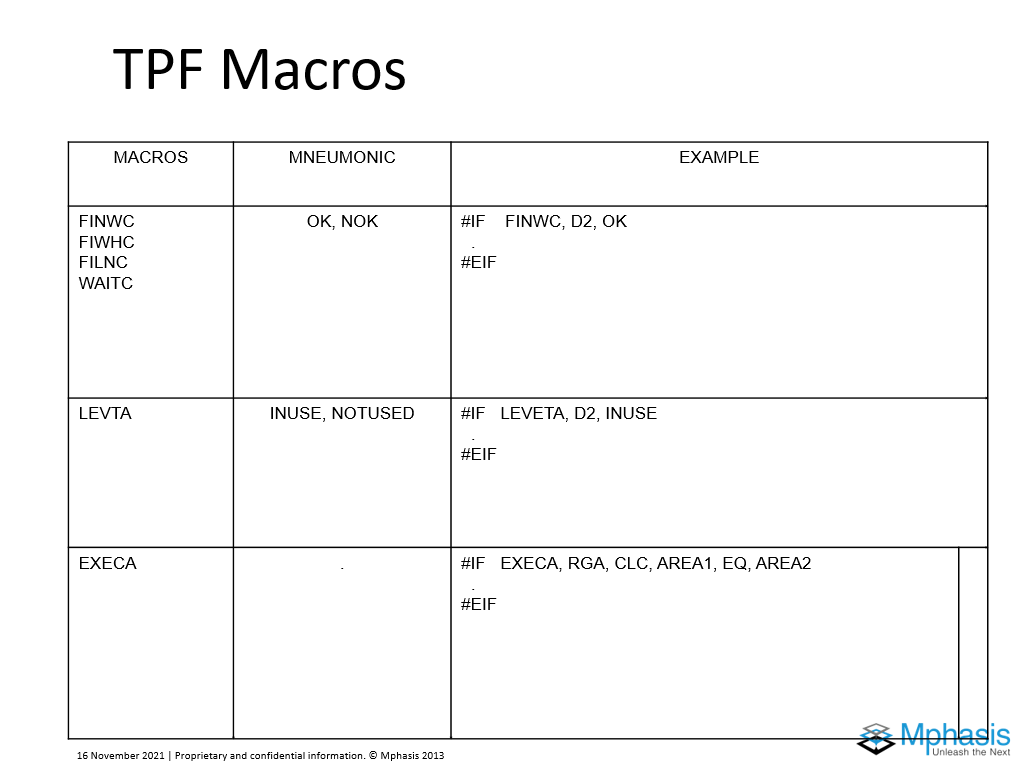 TPF Macros
MACROS
MNEUMONIC
EXAMPLE
FINWC
FIWHC
FILNC
WAITC
OK, NOK
#IF FINWC, D2, OK
.
#EIF
LEVTA
INUSE, NOTUSED
#IF LEVETA, D2, INUSE
.
#EIF
EXECA
.
#IF EXECA, RGA, CLC, AREA1, EQ, AREA2
.
#EIF
16 November 2021 | Proprietary and confidential information. © Mphasis 2013
Mphasis
Unleash the Next